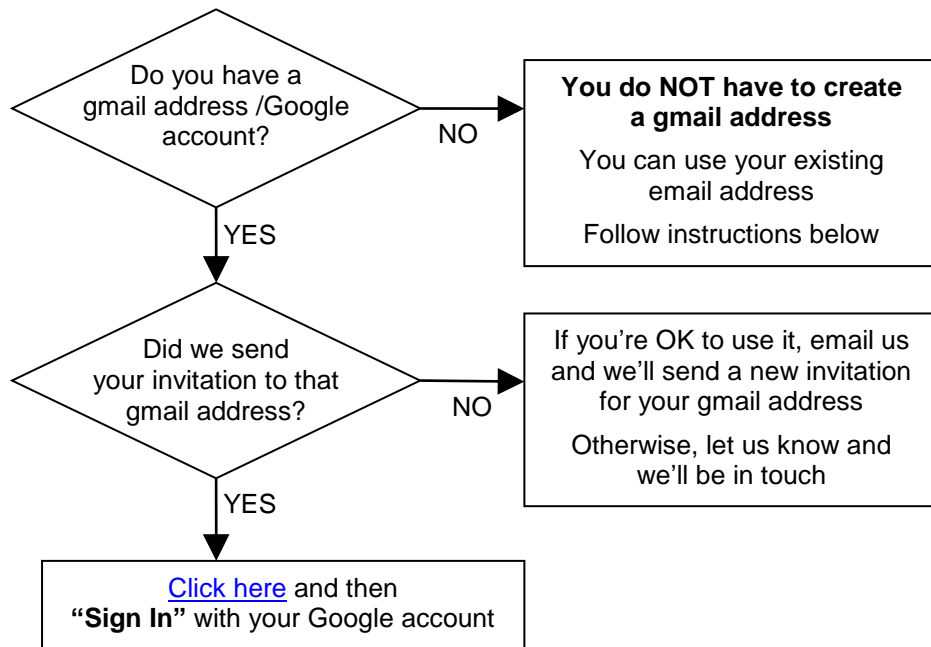 Do you have a
gmail address /Google
account?
NO
You do NOT have to create
a gmail address
You can use your existing
email address
Follow instructions below
YES
Did we send
your invitation to that
gmail address?
NO
If you’re OK to use it, email us
and we’ll send a new invitation
for your gmail address
Otherwise, let us know and
we’ll be in touch
YES
Click here and then
“Sign In” with your Google account